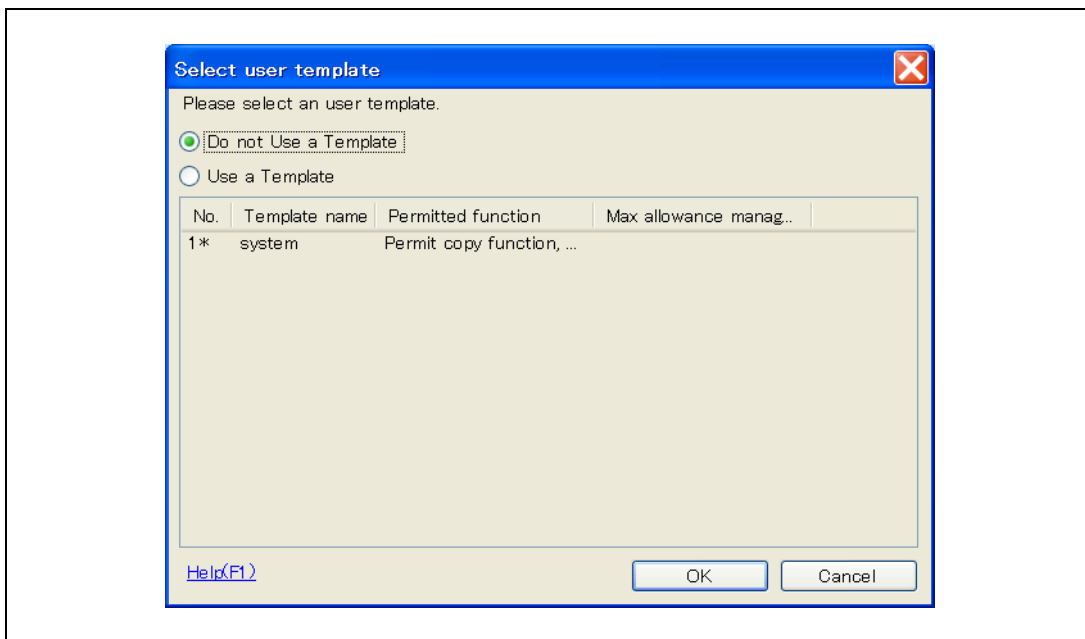 Select user template
Please select an user template.
Do not Use a Template
Use a Template
No. Template name Permitted function Max allowance manag...
1* system Permit copy function, ...
Help(F1) OK Cancel